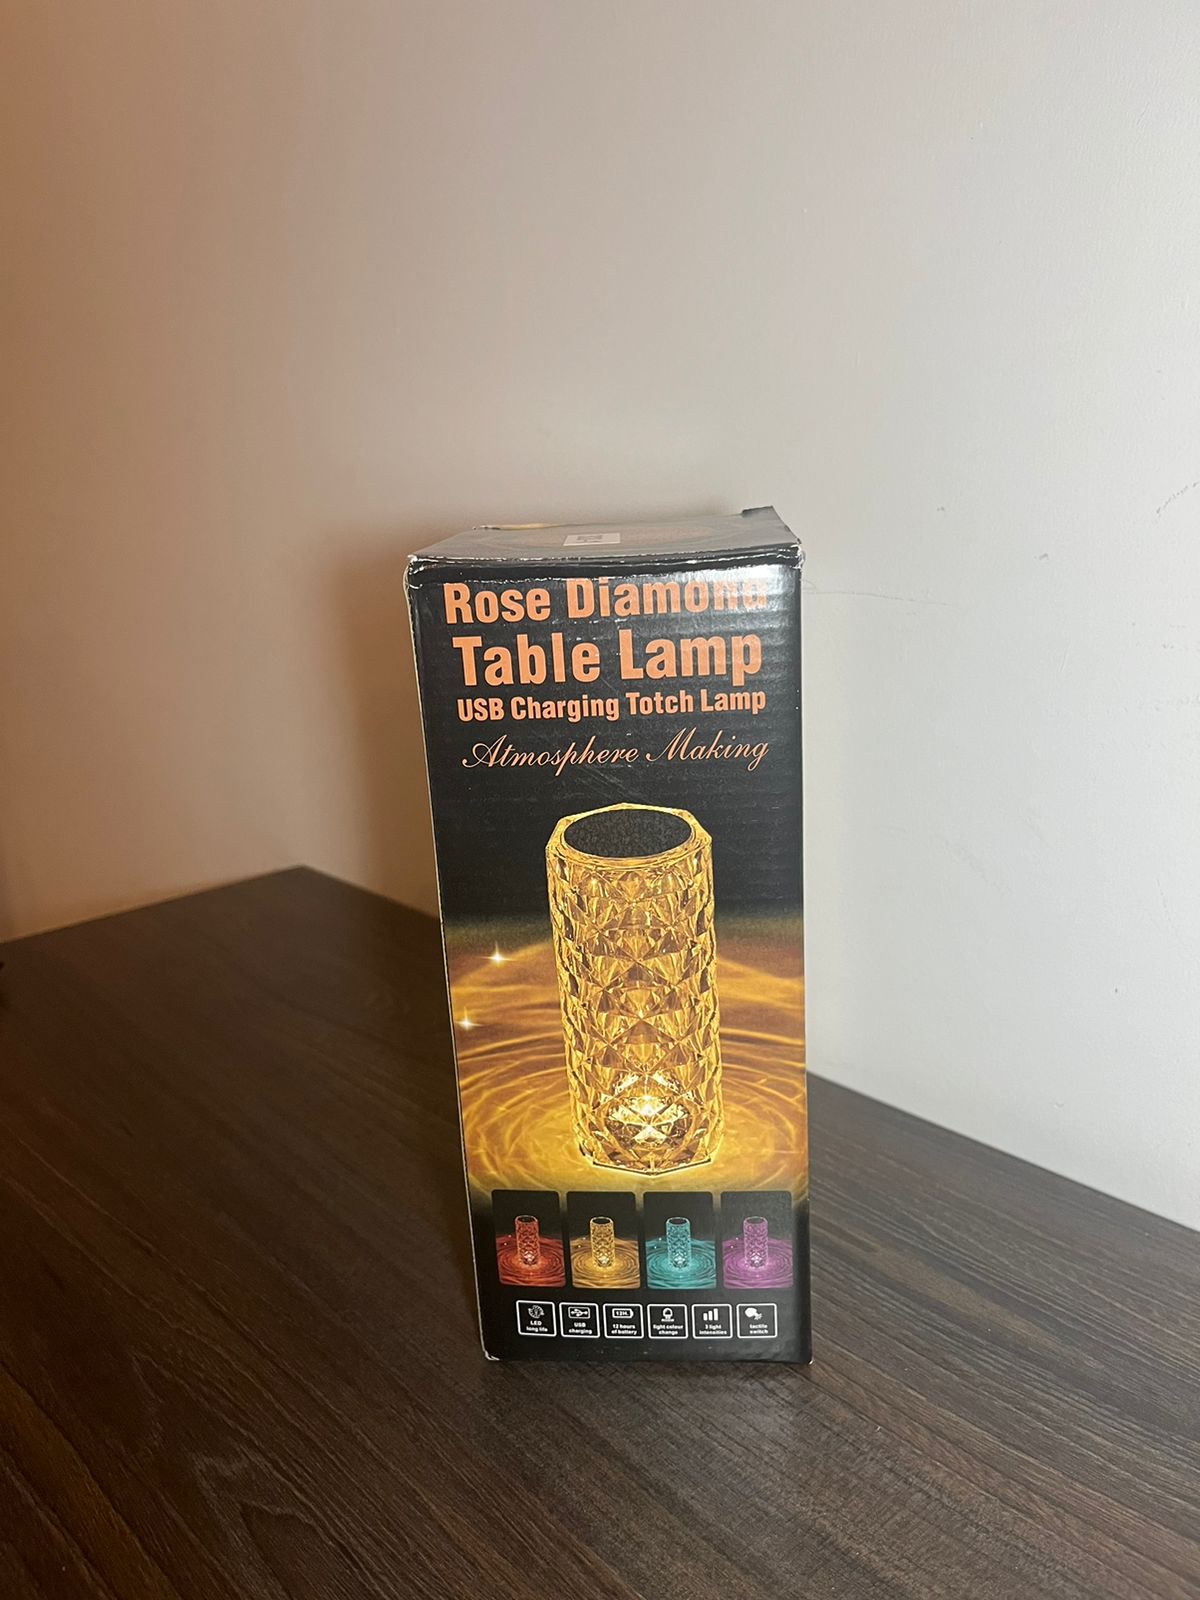 Rose Diamond
Table Lamp
USB Charging Totch Lamp
Atmosphere Making
12H
LED
long life
USB
charging
12 hours
of battery
light colour
change
3 light
intensities
tactile
switch